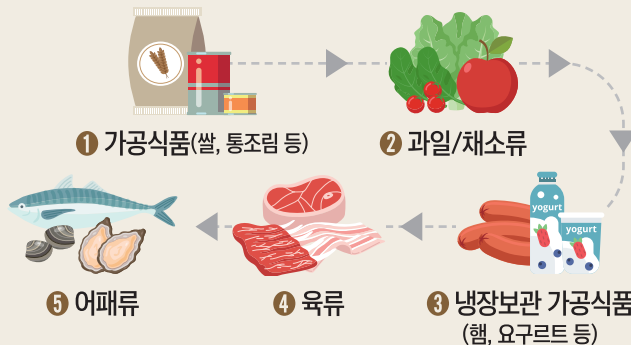 ❶ 가공식품(쌀, 통조림 등)
❷ 과일/채소류
yogurt
yogurt
❸ 냉장보관 가공식품
(햄, 요구르트 등)
❹ 육류
❺ 어패류